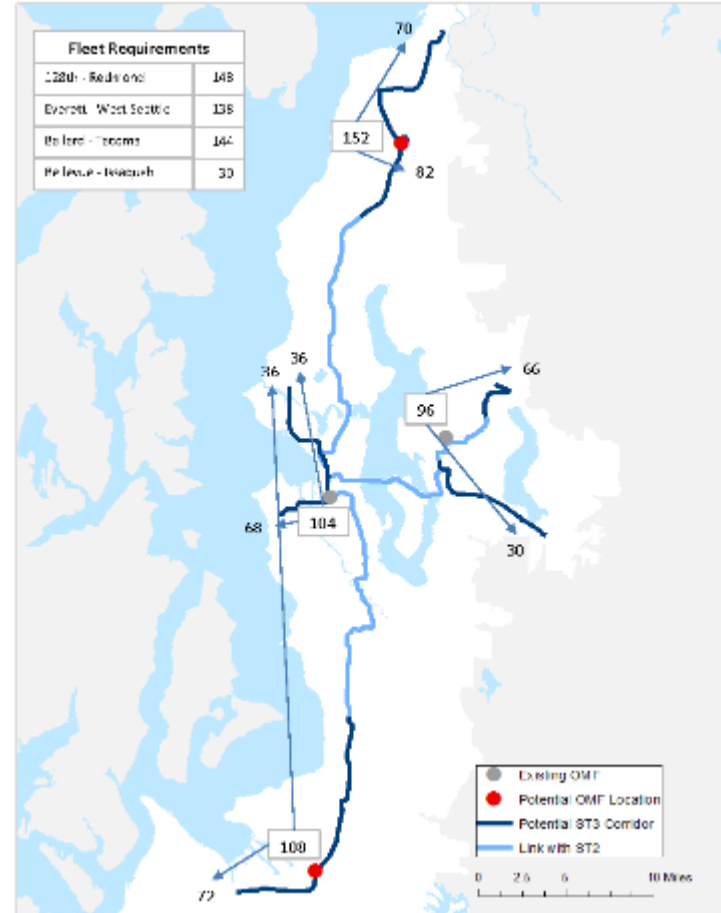 Fleet Requirements
128th - Redmond 148
Everett - West Seattle 138
Ballard - Tacoma 144
Bellevue - Issaquah 30
70
152
82
36
36
66
96
68
104
30
108
72
Existing OMF
Potential OMF Location
Potential ST3 Corridor
Link with ST2
0 2.5 5 10 Miles